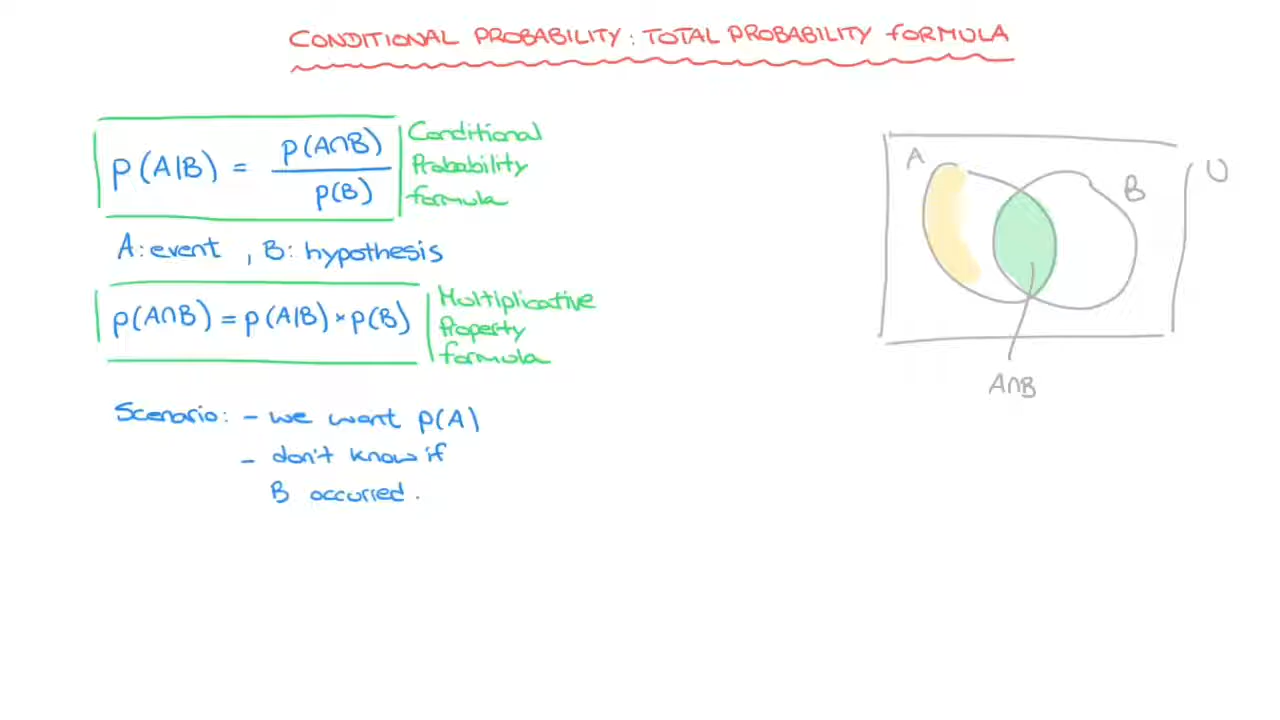 CONDITIONAL PROBABILITY: TOTAL PROBABILITY FORMULA
P(A|B) = P(A∩B) / P(B)
Conditional
Probability
formula
A: event, B: hypothesis
P(A∩B) = P(A|B) × P(B)
Multiplicative
Property
formula
Scenario: - we want P(A)
- don't know if
B occurred.
A
B
U
A∩B